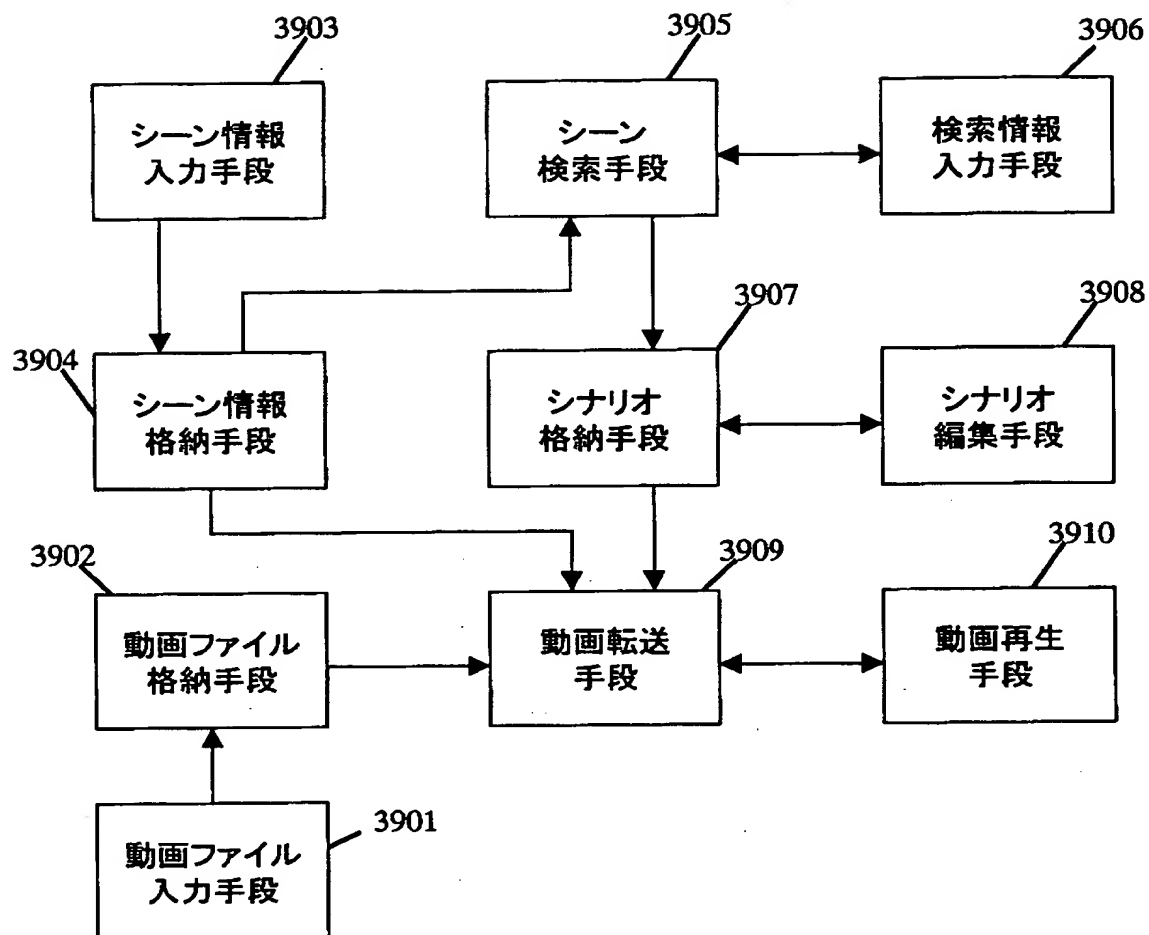 3903
シーン情報
入力手段
3905
シーン
検索手段
3906
検索情報
入力手段
3904
シーン情報
格納手段
3907
シナリオ
格納手段
3908
シナリオ
編集手段
3902
動画ファイル
格納手段
3909
動画転送
手段
3910
動画再生
手段
3901
動画ファイル
入力手段